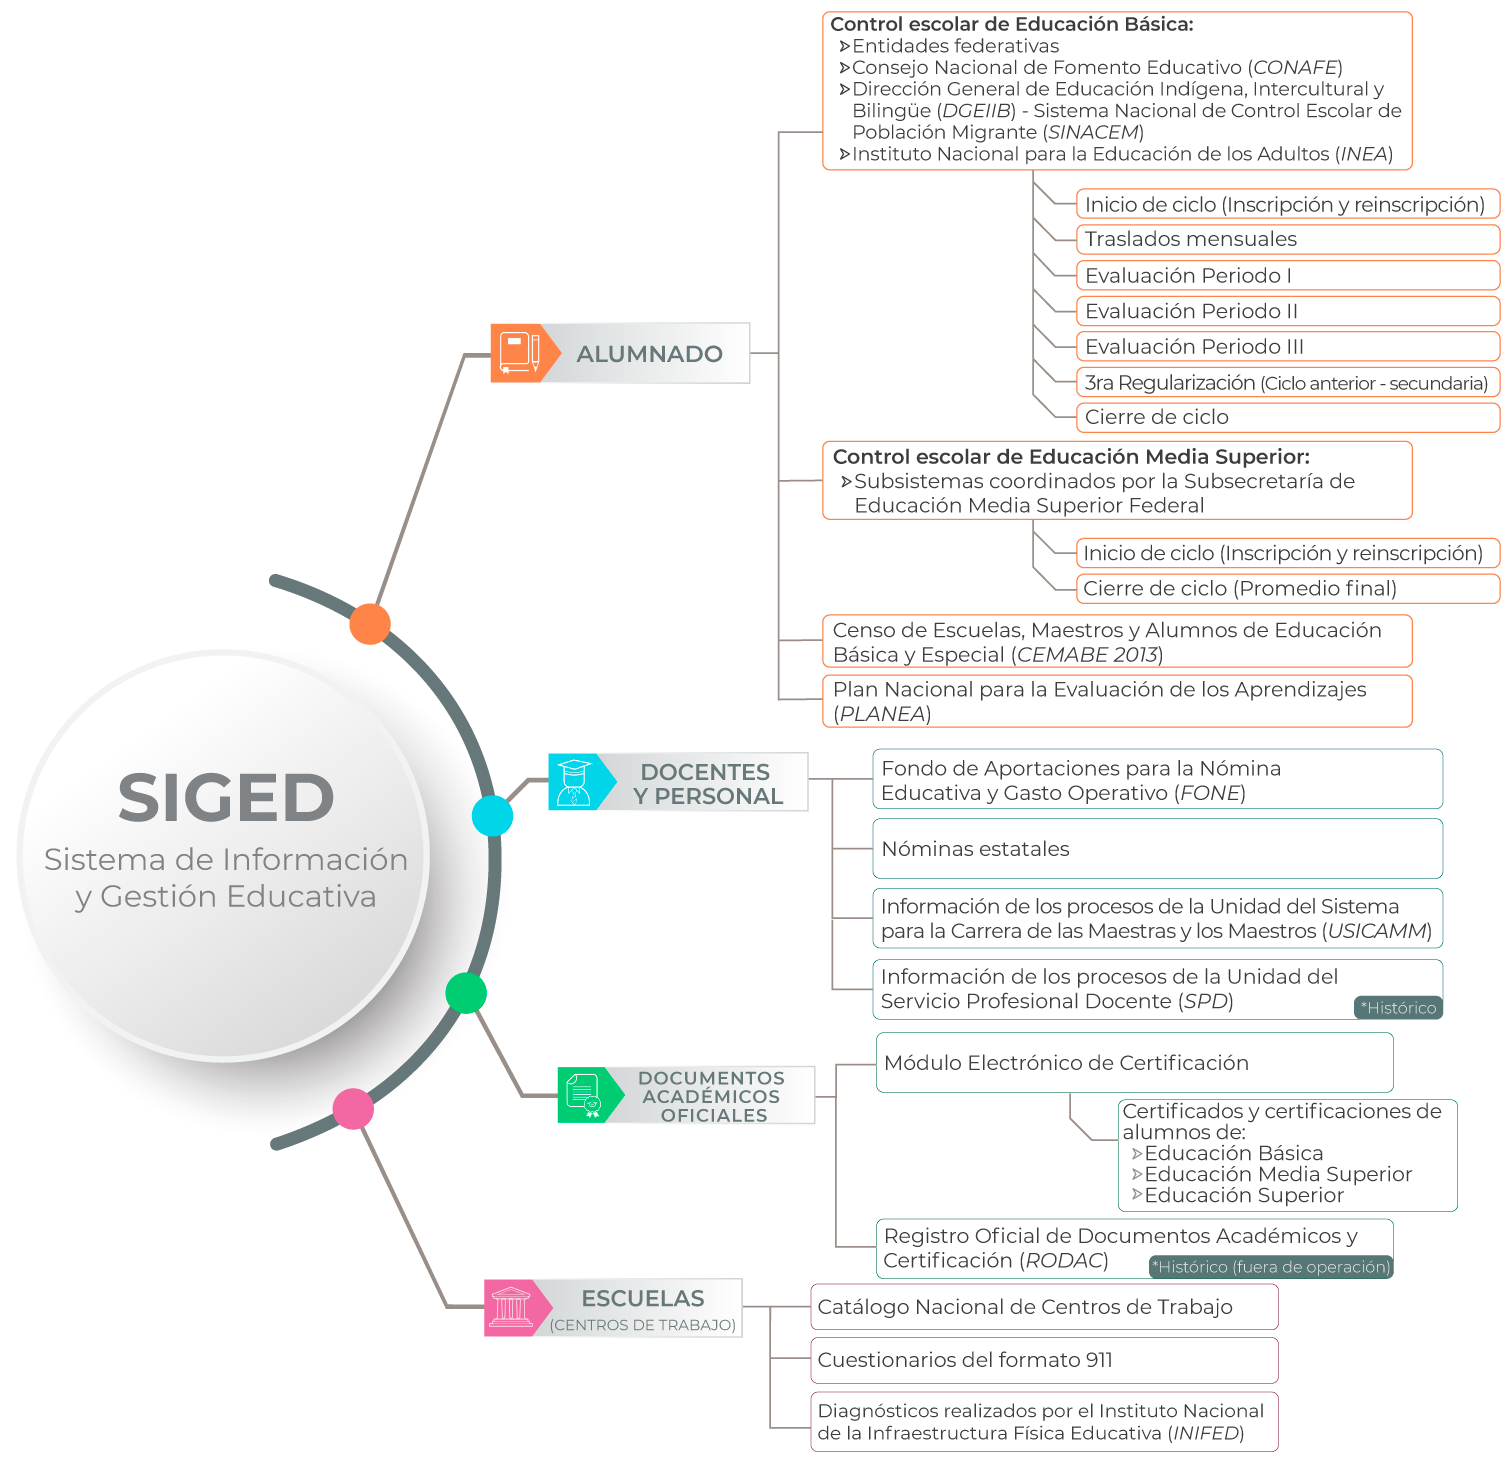 SIGED
Sistema de Información
y Gestión Educativa
ALUMNADO
Control escolar de Educación Básica:
Entidades federativas
Consejo Nacional de Fomento Educativo (CONAFE)
Dirección General de Educación Indígena, Intercultural y
Bilingüe (DGEIIB) - Sistema Nacional de Control Escolar de
Población Migrante (SINACEM)
Instituto Nacional para la Educación de los Adultos (INEA)
Inicio de ciclo (Inscripción y reinscripción)
Traslados mensuales
Evaluación Periodo I
Evaluación Periodo II
Evaluación Periodo III
3ra Regularización (Ciclo anterior - secundaria)
Cierre de ciclo
Control escolar de Educación Media Superior:
Subsistemas coordinados por la Subsecretaría de
Educación Media Superior Federal
Inicio de ciclo (Inscripción y reinscripción)
Cierre de ciclo (Promedio final)
Censo de Escuelas, Maestros y Alumnos de Educación
Básica y Especial (CEMABE 2013)
Plan Nacional para la Evaluación de los Aprendizajes
(PLANEA)
DOCENTES
Y PERSONAL
Fondo de Aportaciones para la Nómina
Educativa y Gasto Operativo (FONE)
Nóminas estatales
Información de los procesos de la Unidad del Sistema
para la Carrera de las Maestras y los Maestros (USICAMM)
Información de los procesos de la Unidad del
Servicio Profesional Docente (SPD)
*Histórico
DOCUMENTOS
ACADÉMICOS
OFICIALES
Módulo Electrónico de Certificación
Certificados y certificaciones de
alumnos de:
Educación Básica
Educación Media Superior
Educación Superior
Registro Oficial de Documentos Académicos y
Certificación (RODAC)
*Histórico (fuera de operación)
ESCUELAS
(CENTROS DE TRABAJO)
Catálogo Nacional de Centros de Trabajo
Cuestionarios del formato 911
Diagnósticos realizados por el Instituto Nacional
de la Infraestructura Física Educativa (INIFED)